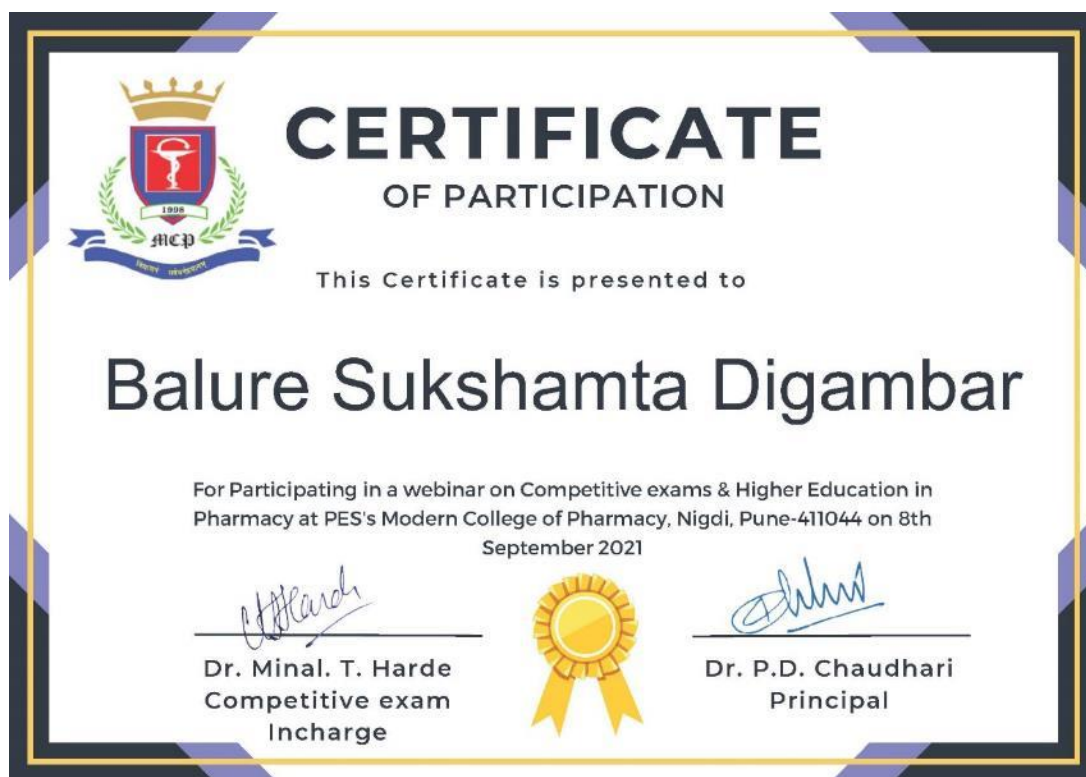 CERTIFICATE
OF PARTICIPATION
1998
MCP
This Certificate is presented to
Balure Sukshamta Digambar
For Participating in a webinar on Competitive exams & Higher Education in
Pharmacy at PES's Modern College of Pharmacy, Nigdi, Pune-411044 on 8th
September 2021
Dr. Minal. T. Harde
Competitive exam
Incharge
Dr. P.D. Chaudhari
Principal